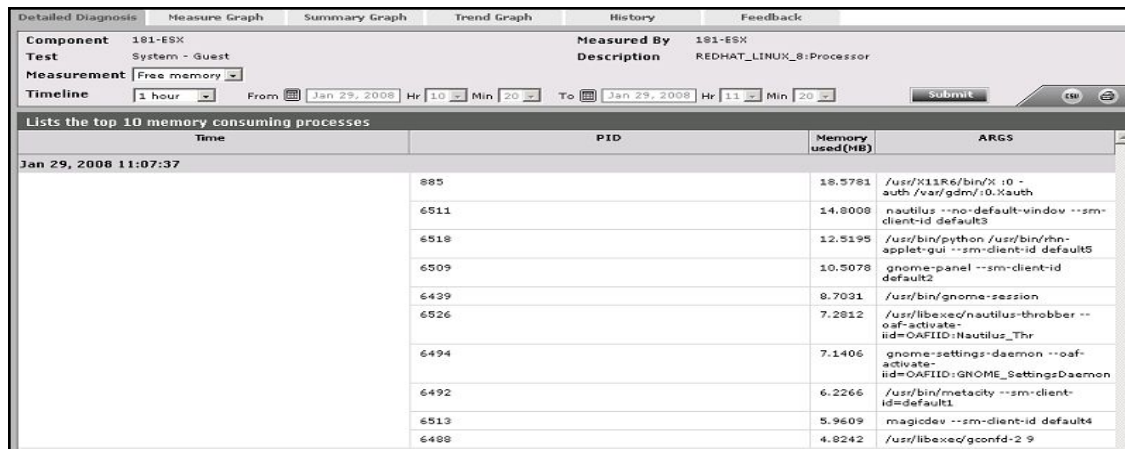 Detailed Diagnosis Measure Graph Summary Graph Trend Graph History Feedback
Component 181-ESX Measured By 181-ESX
Test System - Guest Description REDHAT_LINUX_8:Processor
Measurement Free memory
Timeline 1 hour From Jan 29, 2008 Hr 10 Min 20 To Jan 29, 2008 Hr 11 Min 20 Submit CSV
Lists the top 10 memory consuming processes
Time PID Memory used(MB) ARGS
Jan 29, 2008 11:07:37
885 18.5781 /usr/X11R6/bin/X :0 -
auth /var/gdm/:0.Xauth
6511 14.8008 nautilus --no-default-window --sm-
client-id default3
6518 12.5195 /usr/bin/python /usr/bin/rhn-
applet-gui --sm-client-id default5
6509 10.5078 gnome-panel --sm-client-id
default2
6439 8.7031 /usr/bin/gnome-session
6526 7.2812 /usr/libexec/nautilus-throbber --
oaf-activate-
iid=OAFIID:Nautilus_Thr
6494 7.1406 gnome-settings-daemon --oaf-
activate-
iid=OAFIID:GNOME_SettingsDaemon
6492 6.2266 /usr/bin/metacity --sm-client-
id=default1
6513 5.9609 magicdev --sm-client-id default4
6488 4.8242 /usr/libexec/gconfd-2 9